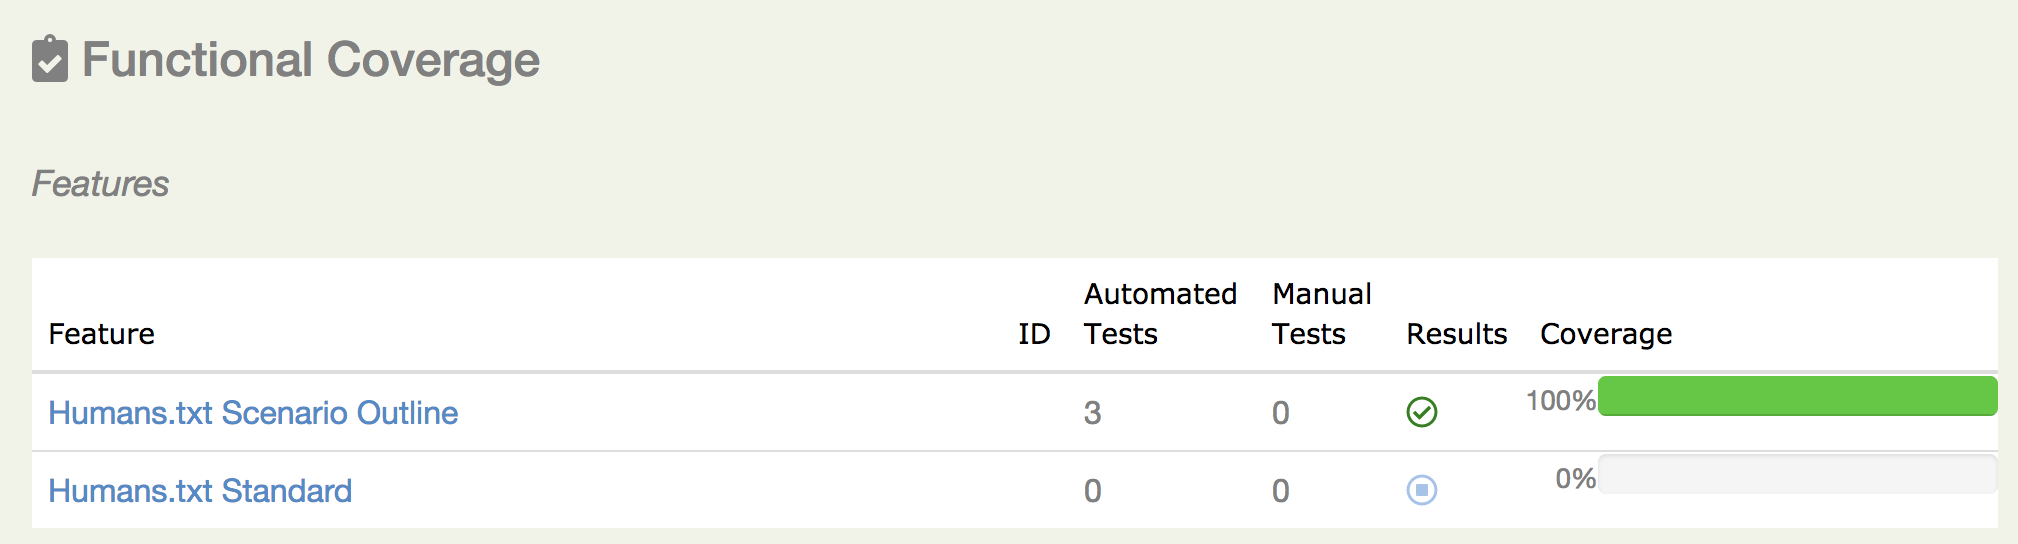 Functional Coverage
Features
Feature ID Automated Tests Manual Tests Results Coverage
Humans.txt Scenario Outline 3 0 100%
Humans.txt Standard 0 0 0%